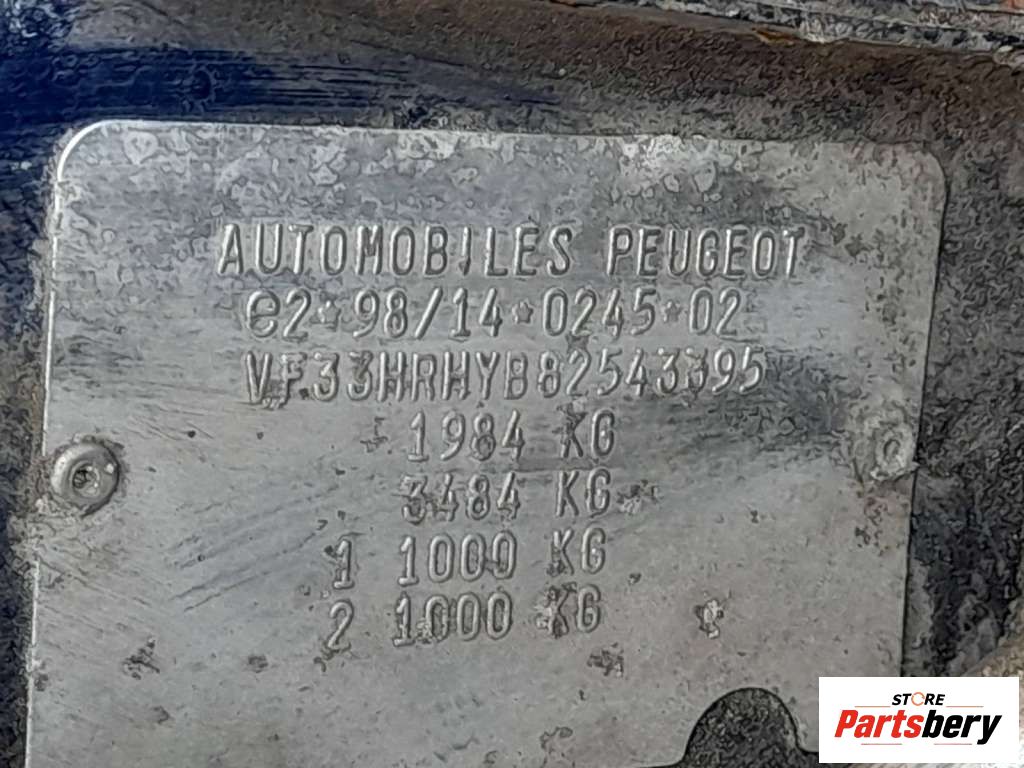 AUTOMOBILES PEUGEOT
e2*98/14*0245*02
VF33HRHYB82543395
1984 KG
3484 KG
1 1000 KG
2 1000 KG
STORE
Partsbery